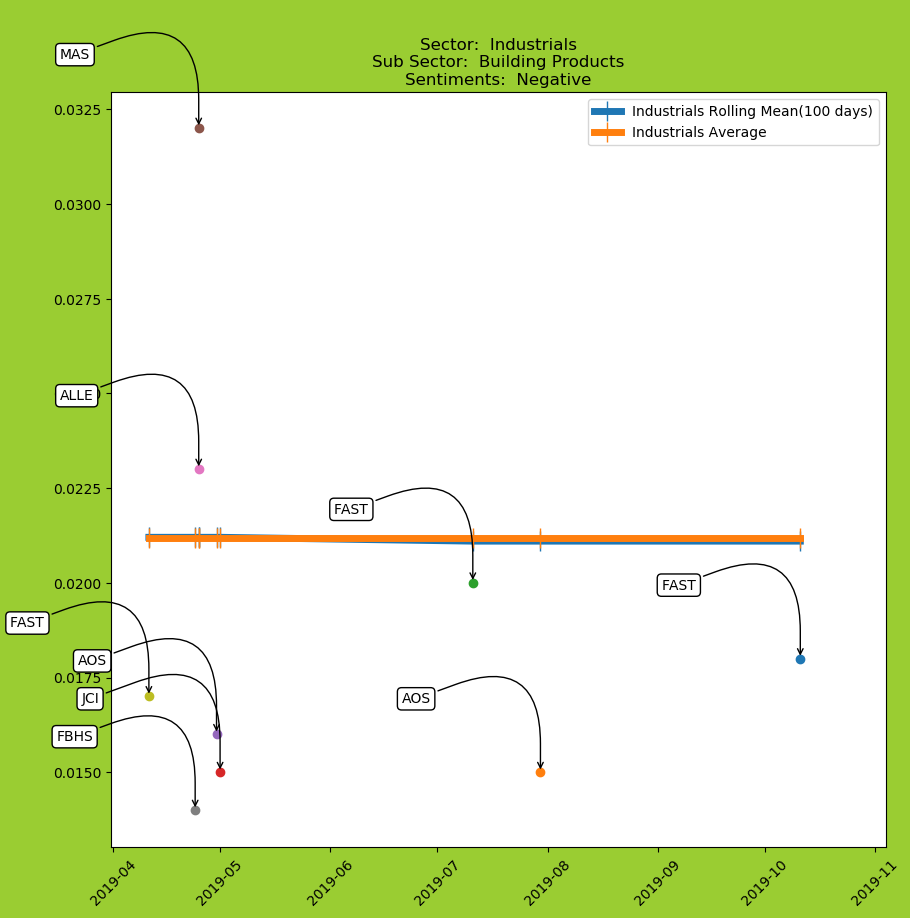 MAS
Sector:  Industrials
Sub Sector:  Building Products
Sentiments:  Negative
0.0325
Industrials Rolling Mean(100 days)
Industrials Average
0.0300
0.0275
ALLE
0.0225
FAST
0.0200
FAST
FAST
AOS
0.0175
JCI
AOS
FBHS
0.0150
2019-04
2019-05
2019-06
2019-07
2019-08
2019-09
2019-10
2019-11